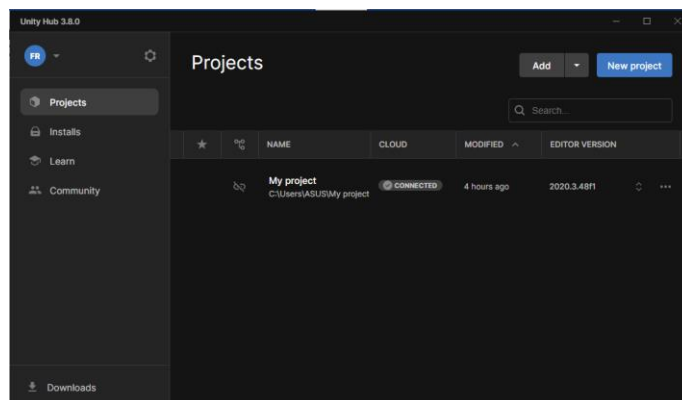 Unity Hub 3.8.0
FR
Projects
Add
New project
Search...
Projects
Installs
Learn
Community
NAME CLOUD MODIFIED EDITOR VERSION
My project CONNECTED 4 hours ago 2020.3.48f1
C:\Users\ASUS\My project
Downloads